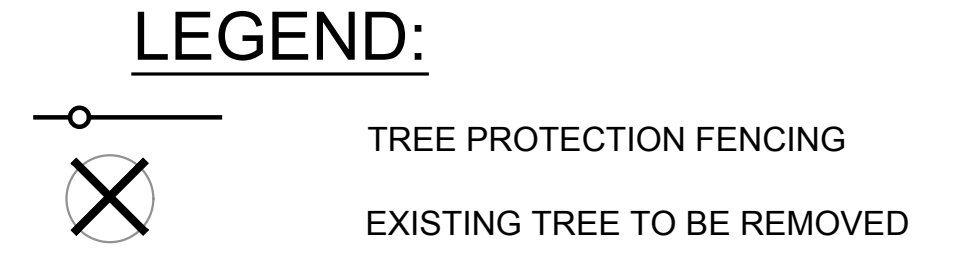 LEGEND:
TREE PROTECTION FENCING
EXISTING TREE TO BE REMOVED